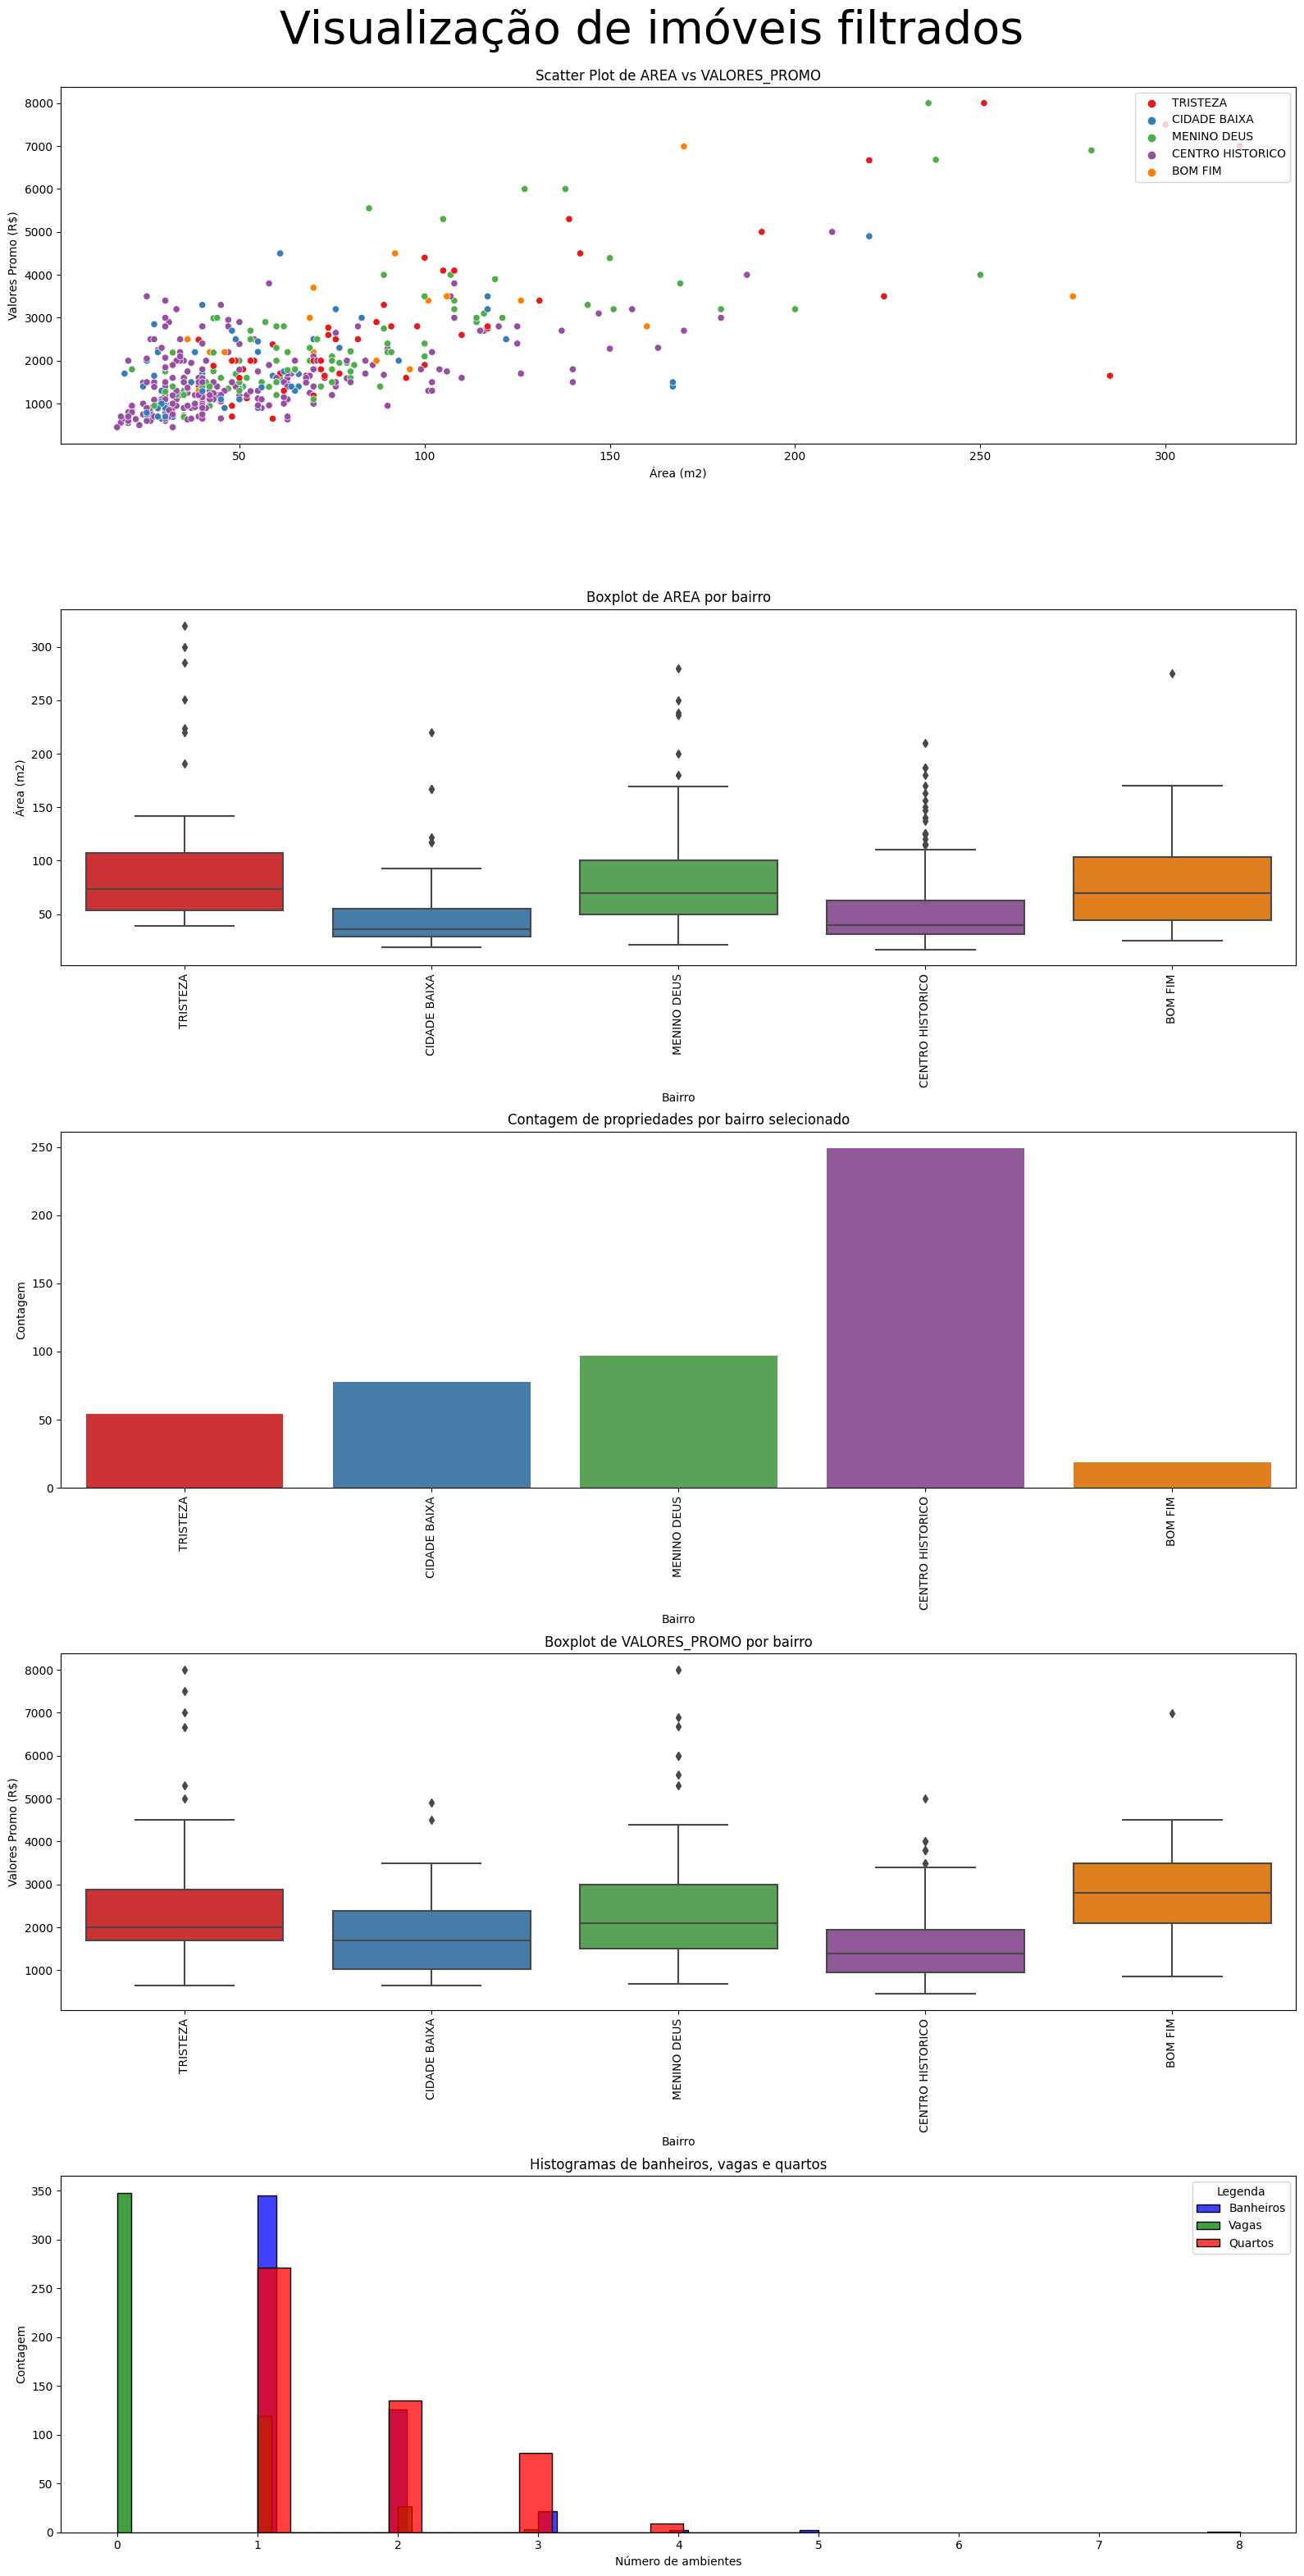 Visualização de imóveis filtrados
Scatter Plot de AREA vs VALORES_PROMO
Valores Promo (R$)
8000
7000
6000
5000
4000
3000
2000
1000
TRISTEZA
CIDADE BAIXA
MENINO DEUS
CENTRO HISTORICO
BOM FIM
50 100 150 200 250 300
Área (m2)
Boxplot de AREA por bairro
Área (m2)
300
250
200
150
100
50
TRISTEZA
CIDADE BAIXA
MENINO DEUS
CENTRO HISTORICO
BOM FIM
Bairro
Contagem de propriedades por bairro selecionado
Contagem
250
200
150
100
50
0
TRISTEZA
CIDADE BAIXA
MENINO DEUS
CENTRO HISTORICO
BOM FIM
Bairro
Boxplot de VALORES_PROMO por bairro
Valores Promo (R$)
8000
7000
6000
5000
4000
3000
2000
1000
TRISTEZA
CIDADE BAIXA
MENINO DEUS
CENTRO HISTORICO
BOM FIM
Bairro
Histogramas de banheiros, vagas e quartos
Contagem
350
300
250
200
150
100
50
0
Legenda
Banheiros
Vagas
Quartos
0 1 2 3 4 5 6 7 8
Número de ambientes